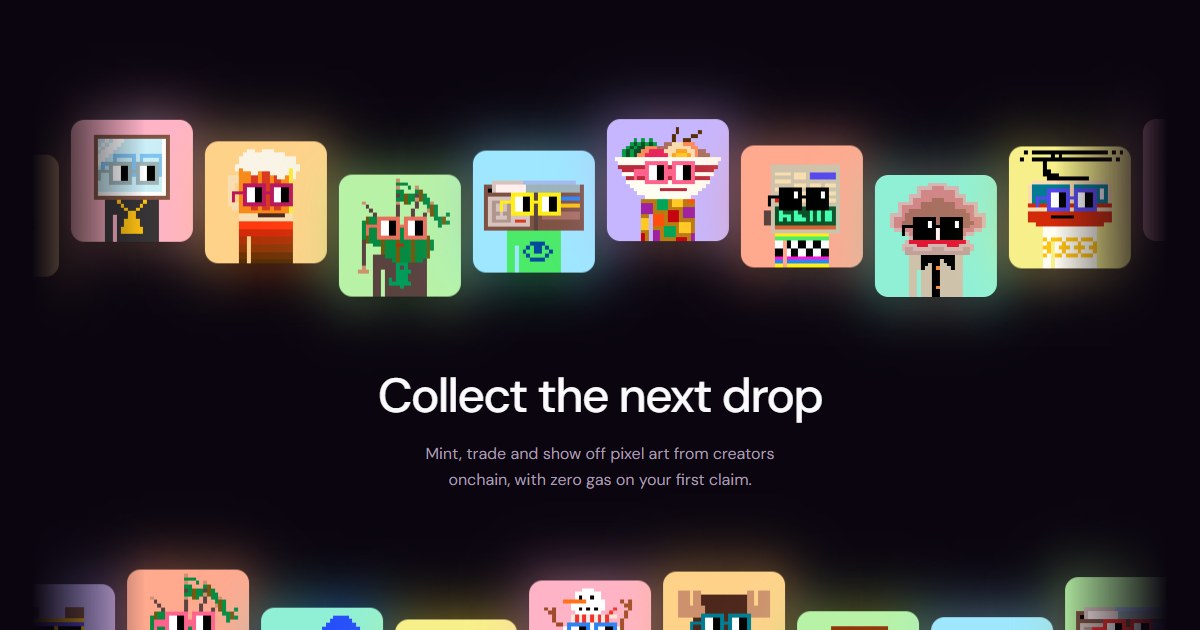 Collect the next drop
Mint, trade and show off pixel art from creators
onchain, with zero gas on your first claim.